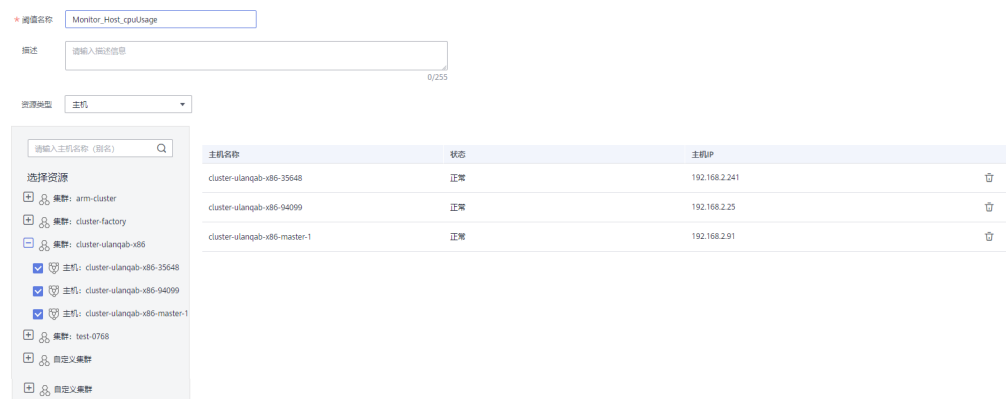 * 阈值名称 Monitor_Host_cpuUsage
描述 请输入描述信息
0/255
资源类型 主机
请输入主机名称（别名）
选择资源
集群：arm-cluster
集群：cluster-factory
集群：cluster-ulanqab-x86
主机：cluster-ulanqab-x86-35648
主机：cluster-ulanqab-x86-94099
主机：cluster-ulanqab-x86-master-1
集群：test-0768
自定义集群
自定义集群
主机名称 状态 主机IP
cluster-ulanqab-x86-35648 正常 192.168.2.241
cluster-ulanqab-x86-94099 正常 192.168.2.25
cluster-ulanqab-x86-master-1 正常 192.168.2.91